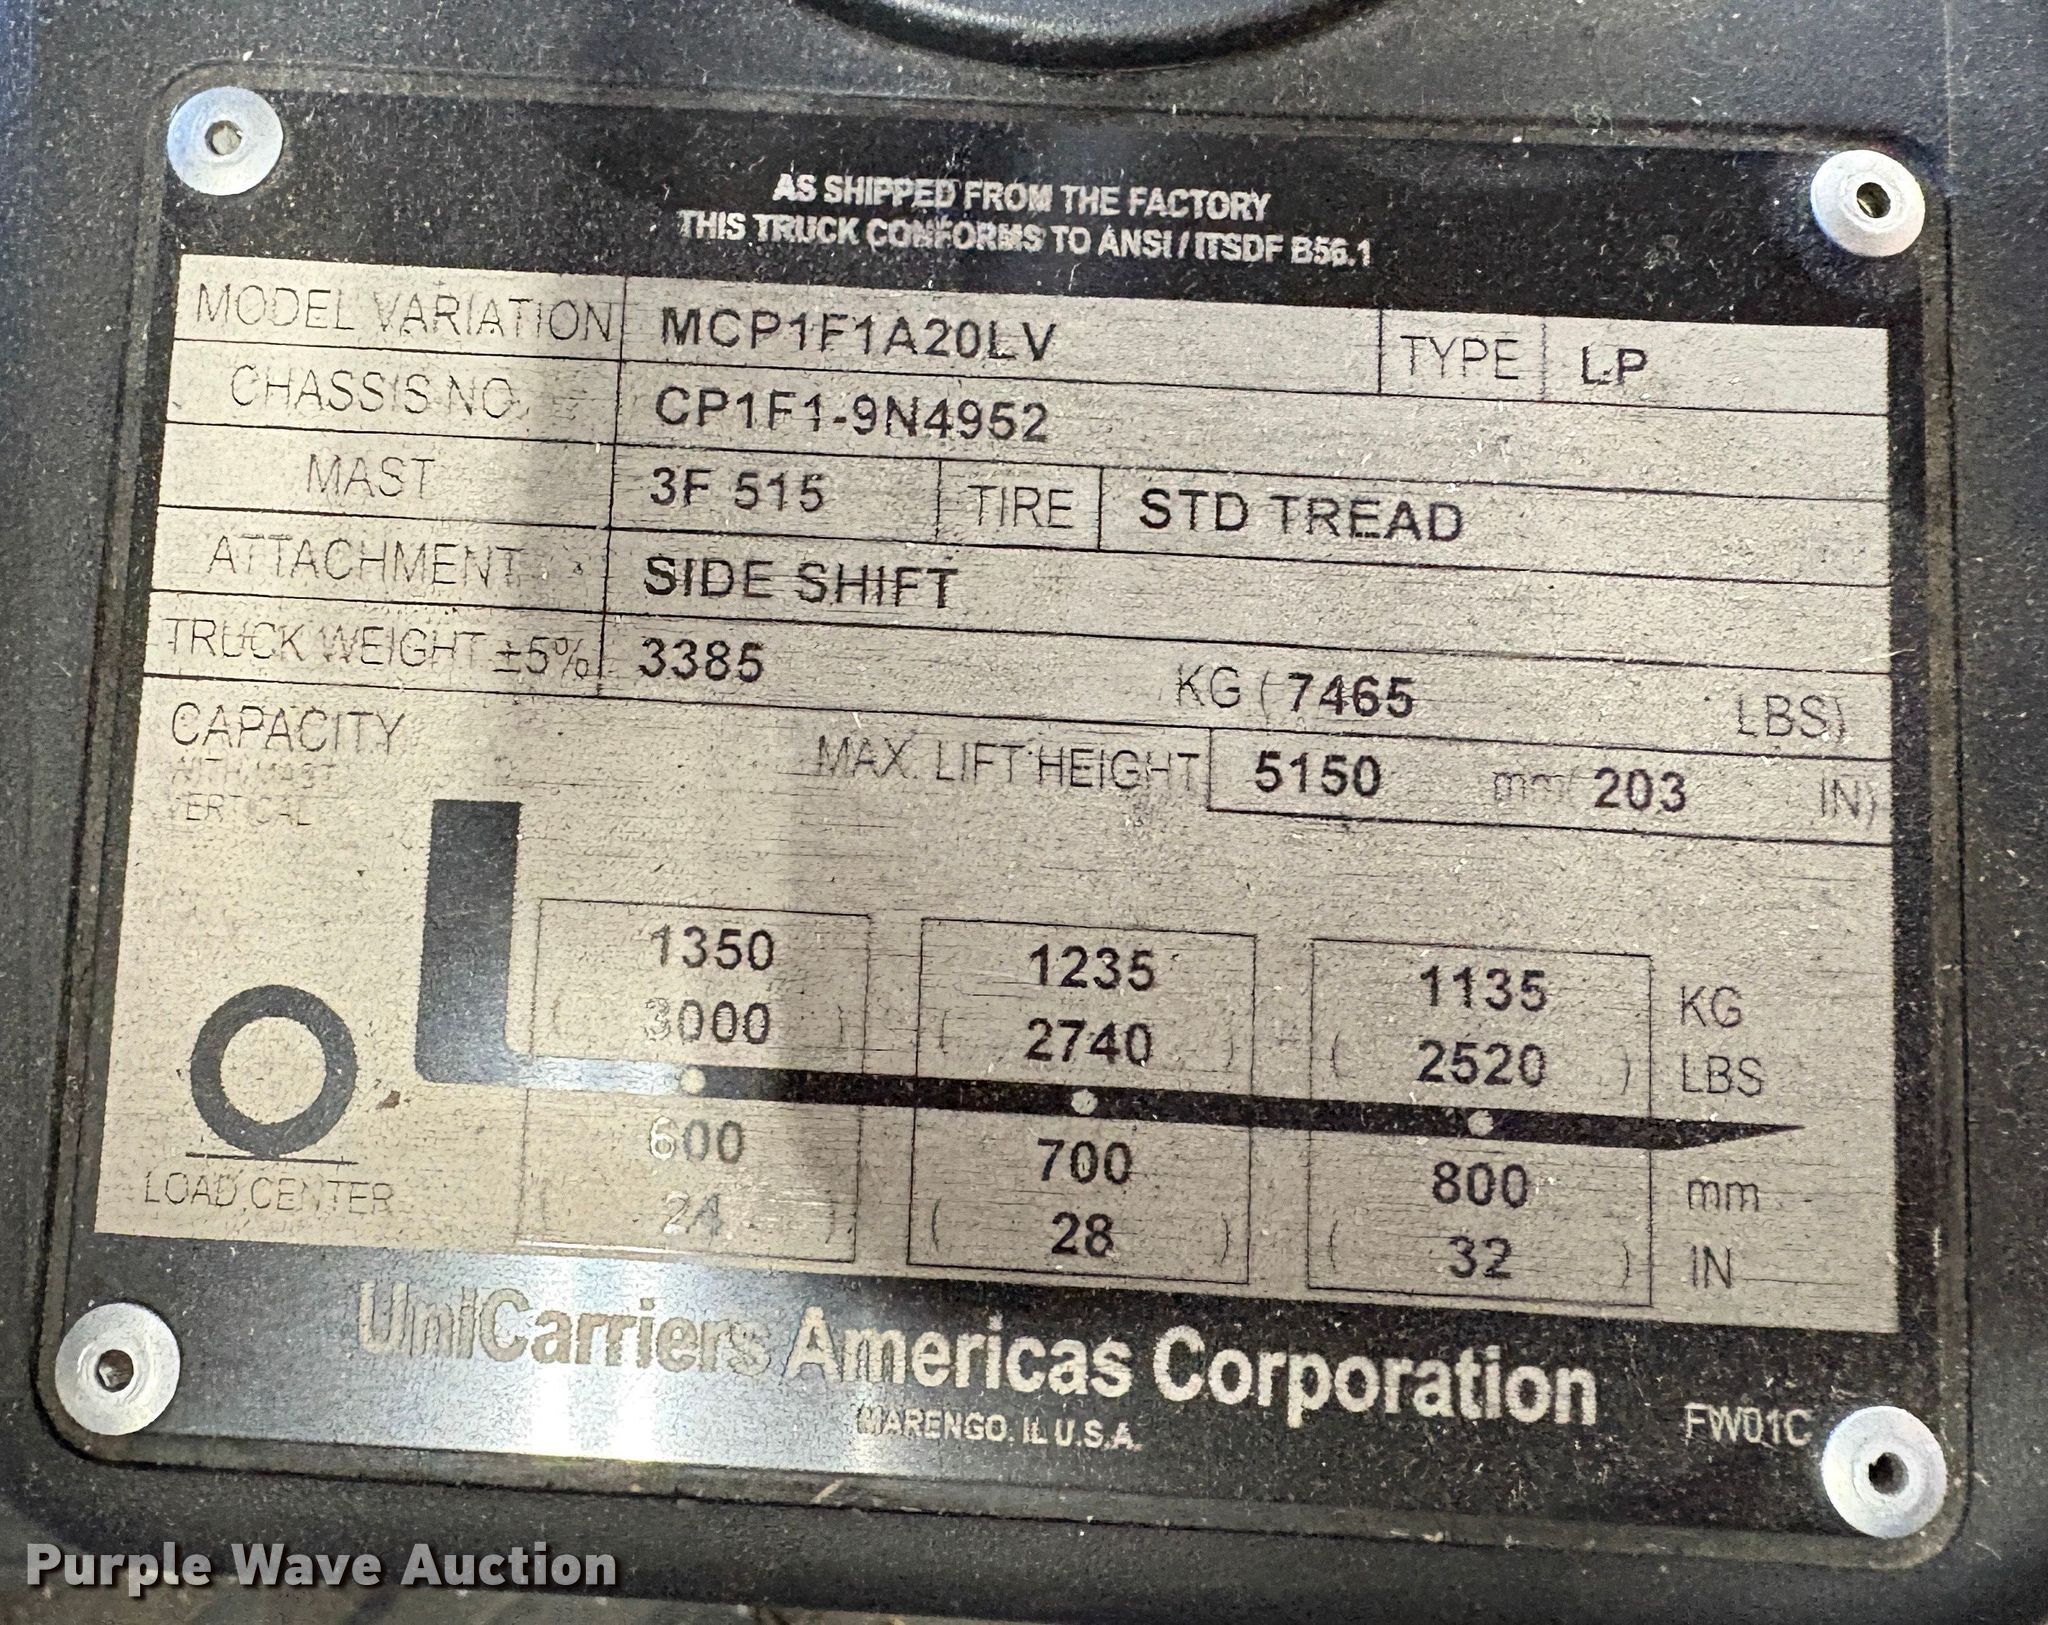 AS SHIPPED FROM THE FACTORY
THIS TRUCK CONFORMS TO ANSI / ITSDF B56.1
MODEL VARIATION MCP1F1A20LV TYPE LP
CHASSIS NO. CP1F1-9N4952
MAST 3F 515 TIRE STD TREAD
ATTACHMENT SIDE SHIFT
TRUCK WEIGHT ±5% 3385 KG ( 7465 LBS)
CAPACITY MAX. LIFT HEIGHT 5150 mm( 203 IN)
WITH MAST
VERTICAL
1350 1235 1135 KG
( 3000 ) ( 2740 ) ( 2520 ) LBS
600 700 800 mm
LOAD CENTER ( 24 ) ( 28 ) ( 32 ) IN
UniCarriers Americas Corporation
MARENGO, IL U.S.A. FW01C
Purple Wave Auction